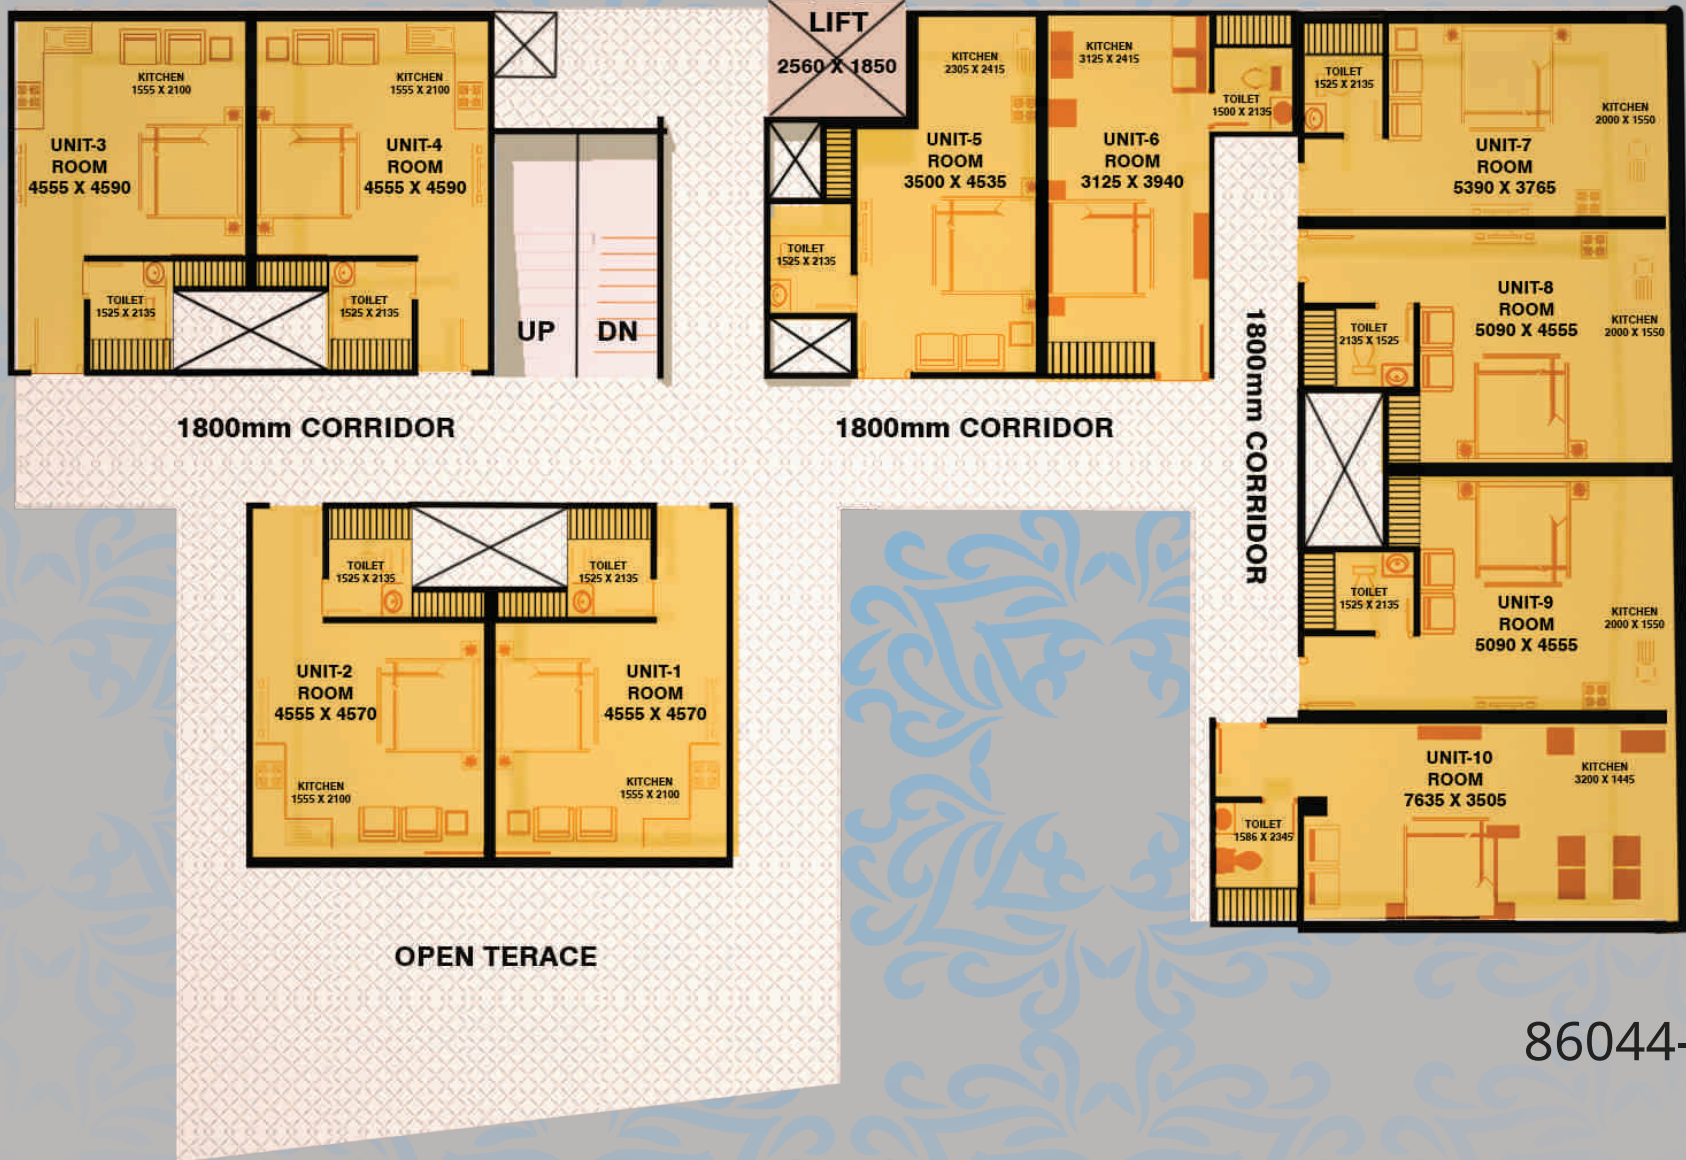 LIFT
2560 X 1850
KITCHEN
1555 X 2100
UNIT-3
ROOM
4555 X 4590
TOILET
1525 X 2135
KITCHEN
1555 X 2100
UNIT-4
ROOM
4555 X 4590
TOILET
1525 X 2135
UP
DN
KITCHEN
2305 X 2415
UNIT-5
ROOM
3500 X 4535
TOILET
1525 X 2135
KITCHEN
3125 X 2415
UNIT-6
ROOM
3125 X 3940
TOILET
1500 X 2135
TOILET
1525 X 2135
KITCHEN
2000 X 1550
UNIT-7
ROOM
5390 X 3765
UNIT-8
ROOM
5090 X 4555
KITCHEN
2000 X 1550
TOILET
2135 X 1525
1800mm CORRIDOR
1800mm CORRIDOR
1800mm CORRIDOR
TOILET
1525 X 2135
UNIT-9
ROOM
5090 X 4555
KITCHEN
2000 X 1550
TOILET
1525 X 2135
UNIT-2
ROOM
4555 X 4570
KITCHEN
1555 X 2100
TOILET
1525 X 2135
UNIT-1
ROOM
4555 X 4570
KITCHEN
1555 X 2100
UNIT-10
ROOM
7635 X 3505
KITCHEN
3200 X 1445
TOILET
1586 X 2345
OPEN TERACE
86044-